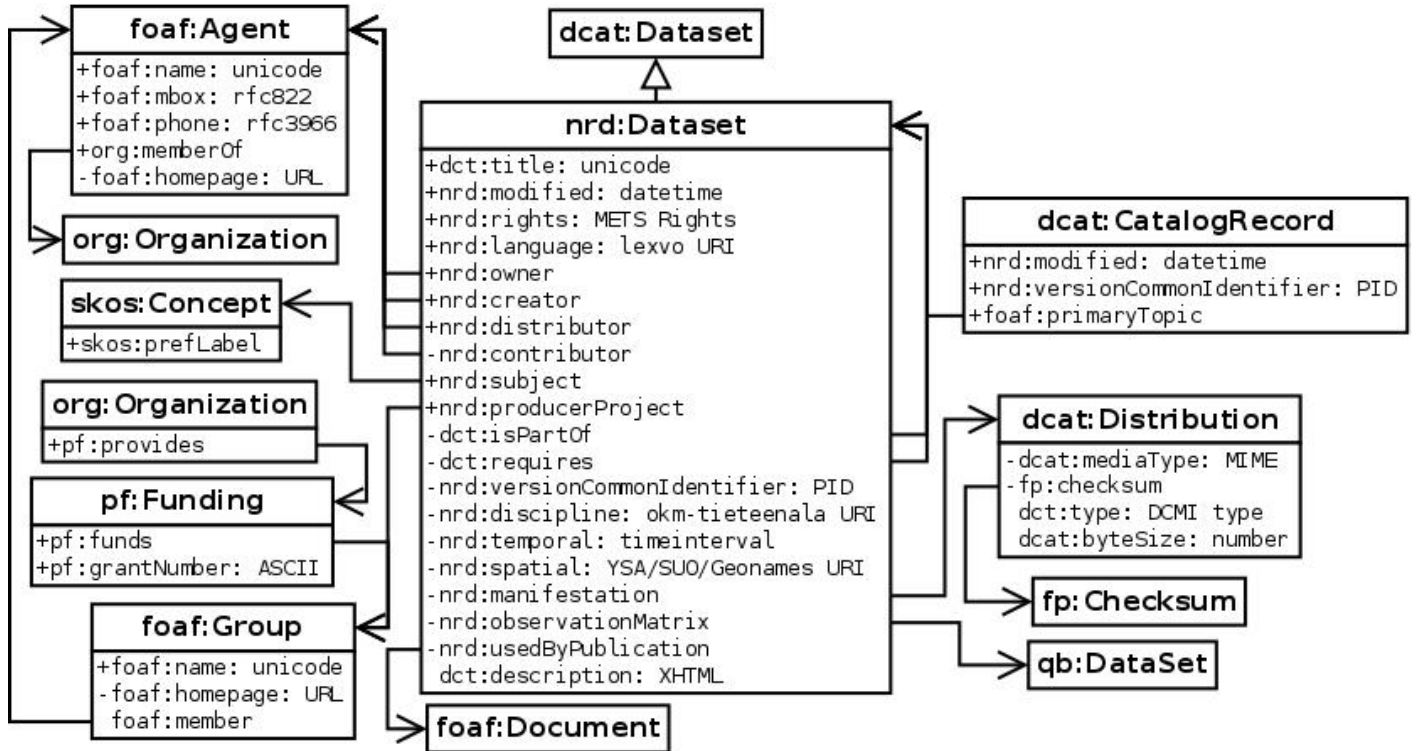 foaf:Agent
+foaf:name: unicode
+foaf:mbox: rfc822
+foaf:phone: rfc3966
+org:memberOf
-foaf:homepage: URL
org:Organization
skos:Concept
+skos:prefLabel
org:Organization
+pf:provides
pf:Funding
+pf:funds
+pf:grantNumber: ASCII
foaf:Group
+foaf:name: unicode
-foaf:homepage: URL
foaf:member
dcat:Dataset
nrd:Dataset
+dct:title: unicode
+nrd:modified: datetime
+nrd:rights: METS Rights
+nrd:language: lexvo URI
+nrd:owner
+nrd:creator
+nrd:distributor
-nrd:contributor
+nrd:subject
+nrd:producerProject
-dct:isPartOf
-dct:requires
-nrd:versionCommonIdentifier: PID
-nrd:discipline: okm-tieteenala URI
-nrd:temporal: timeinterval
-nrd:spatial: YSA/SUO/Geonames URI
-nrd:manifestation
-nrd:observationMatrix
-nrd:usedByPublication
dct:description: XHTML
foaf:Document
dcat:CatalogRecord
+nrd:modified: datetime
+nrd:versionCommonIdentifier: PID
+foaf:primaryTopic
dcat:Distribution
-dcat:mediaType: MIME
-fp:checksum
dct:type: DCMI type
dcat:byteSize: number
fp:Checksum
qb:DataSet